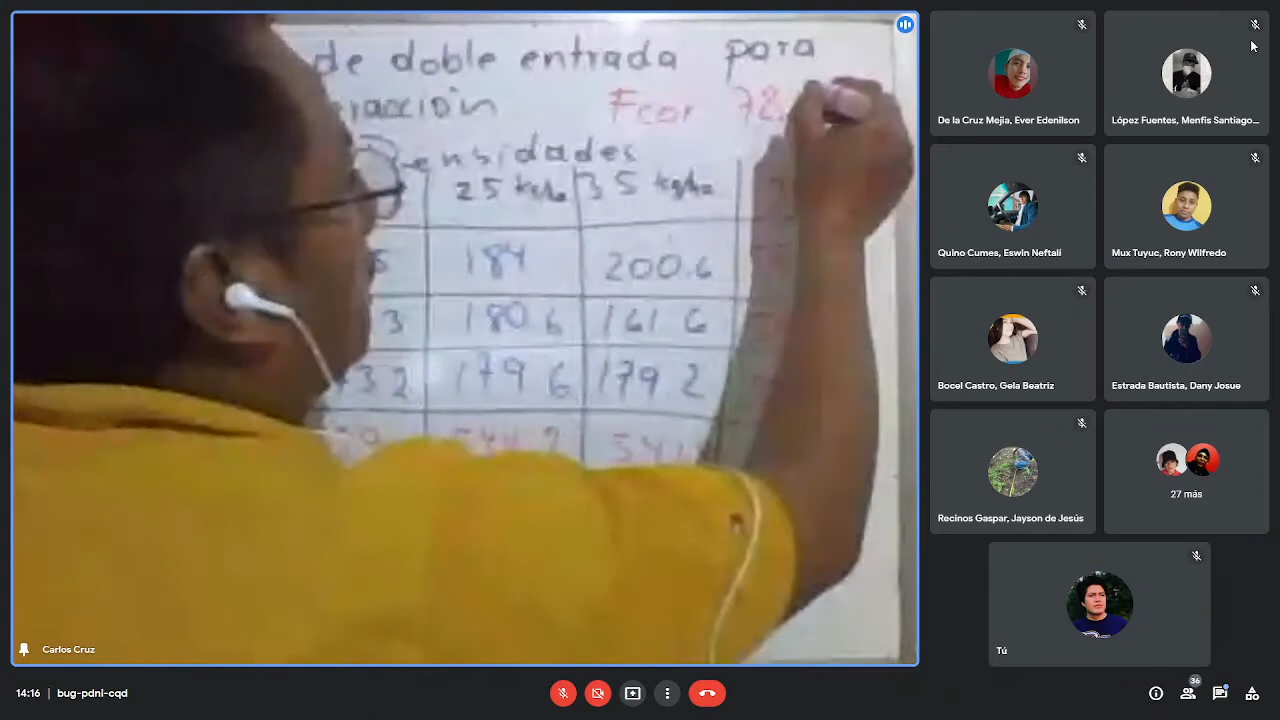 de doble entrada para
Fcor 72.
ensidades
25 kg/ha 35 kg/ha
184 200.6
3 180 6 161 6
32 179 6 179 2
De la Cruz Mejia, Ever Edenilson
López Fuentes, Menfis Santiago...
Quino Cumes, Eswin Neftalí
Mux Tuyuc, Rony Wilfredo
Bocel Castro, Gela Beatriz
Estrada Bautista, Dany Josue
Recinos Gaspar, Jayson de Jesús
27 más
Tú
Carlos Cruz
14:16 | bug-pdnl-cqd
36